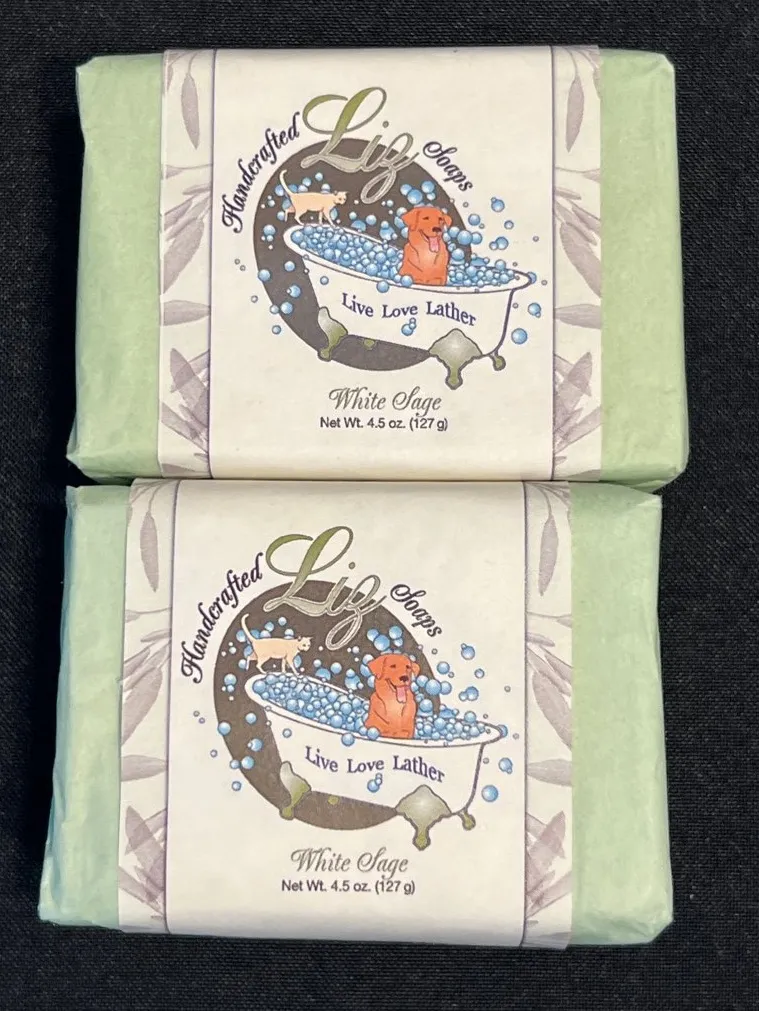 Handcrafted Liz Soaps
Live Love Lather
White Sage
Net Wt. 4.5 oz. (127 g)
Handcrafted Liz Soaps
Live Love Lather
White Sage
Net Wt. 4.5 oz. (127 g)